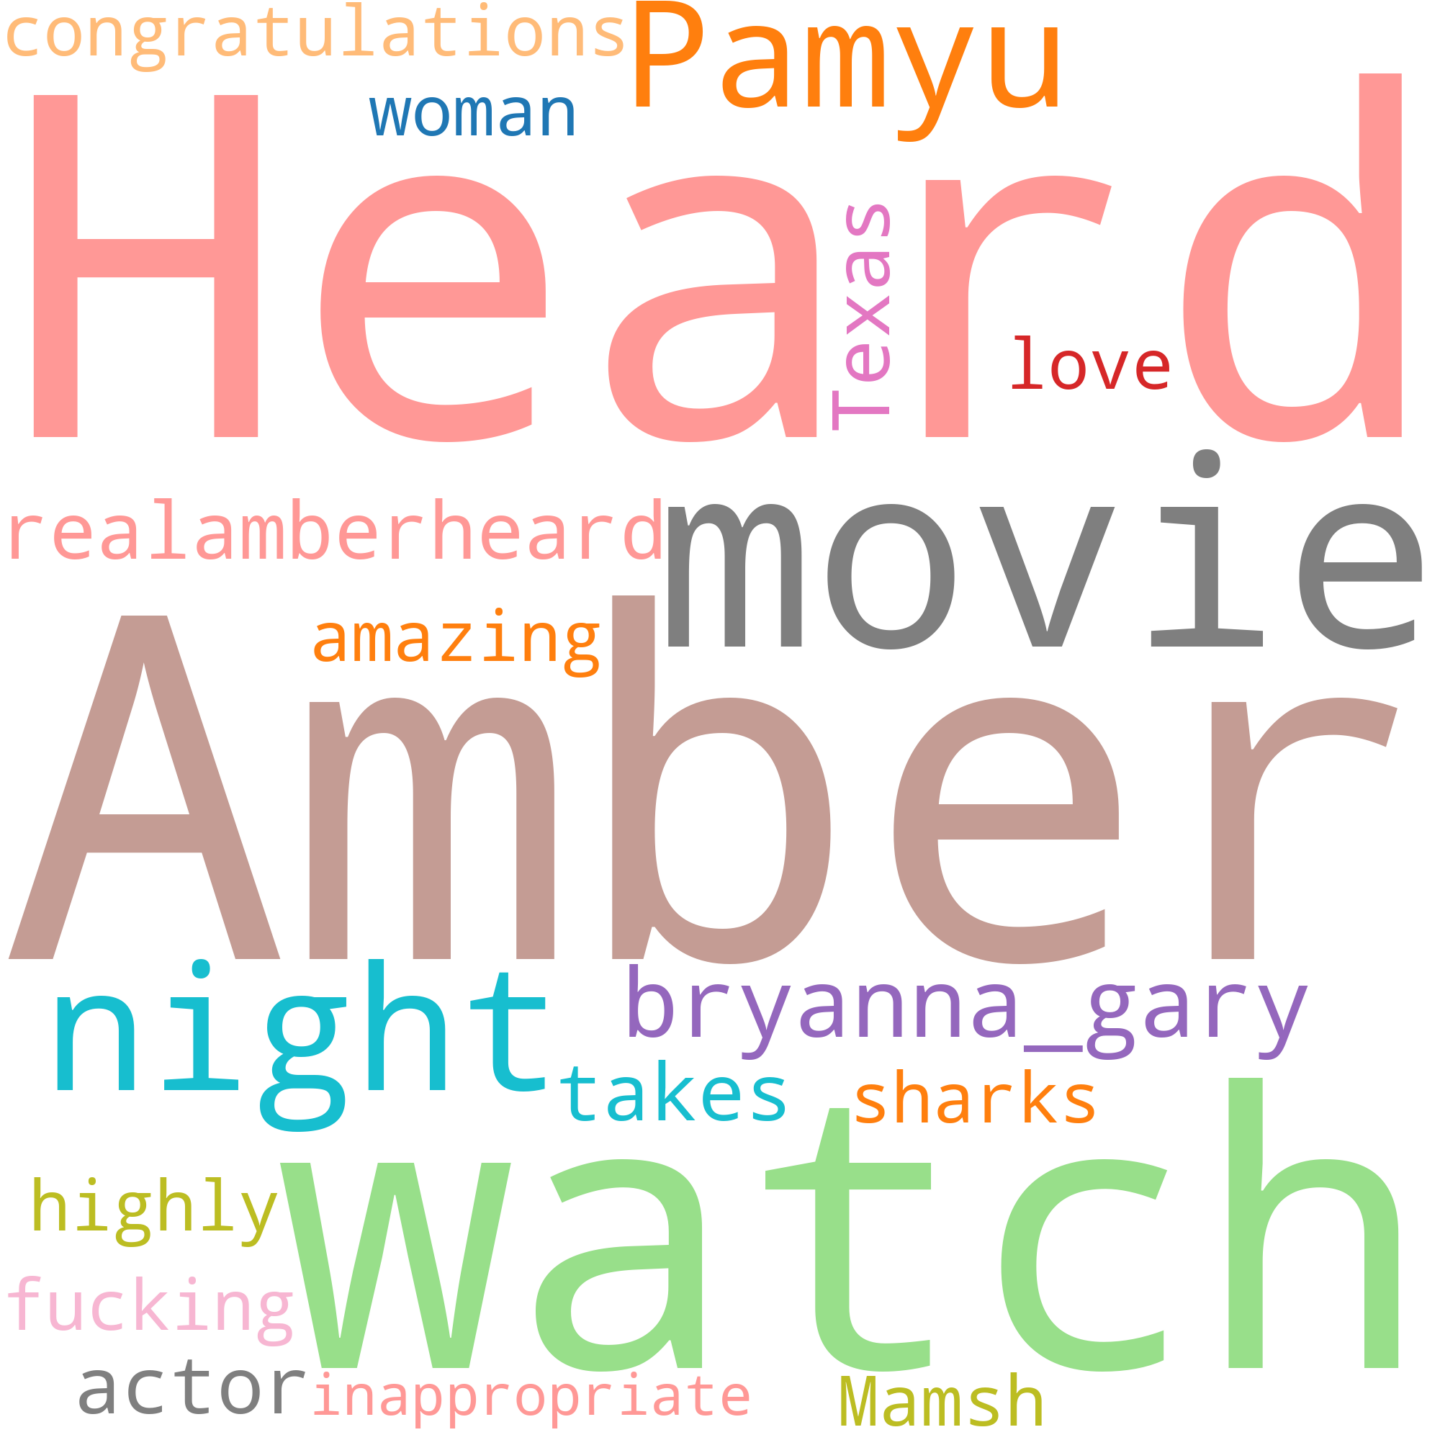 congratulations
Pamyu
woman
Heard
Texas
love
movie
realamberheard
amazing
Amber
night
bryanna_gary
takes
sharks
watch
highly
fucking
actor
inappropriate
Mamsh